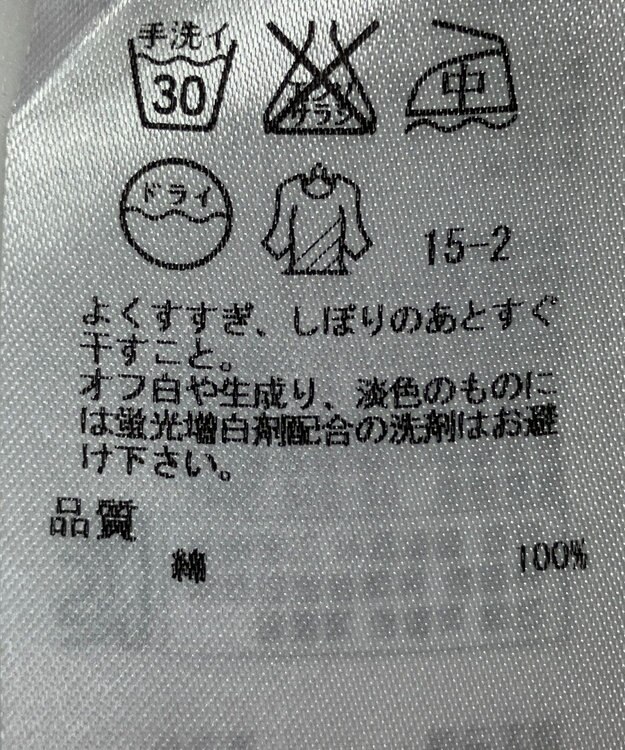 手洗イ
30
エンソ
サラシ
中
ドライ
15-2
よくすすぎ、しぼりのあとすぐ
干すこと。
オフ白や生成り、淡色のものに
は蛍光増白剤配合の洗剤はお避
け下さい。
品質
綿 100%